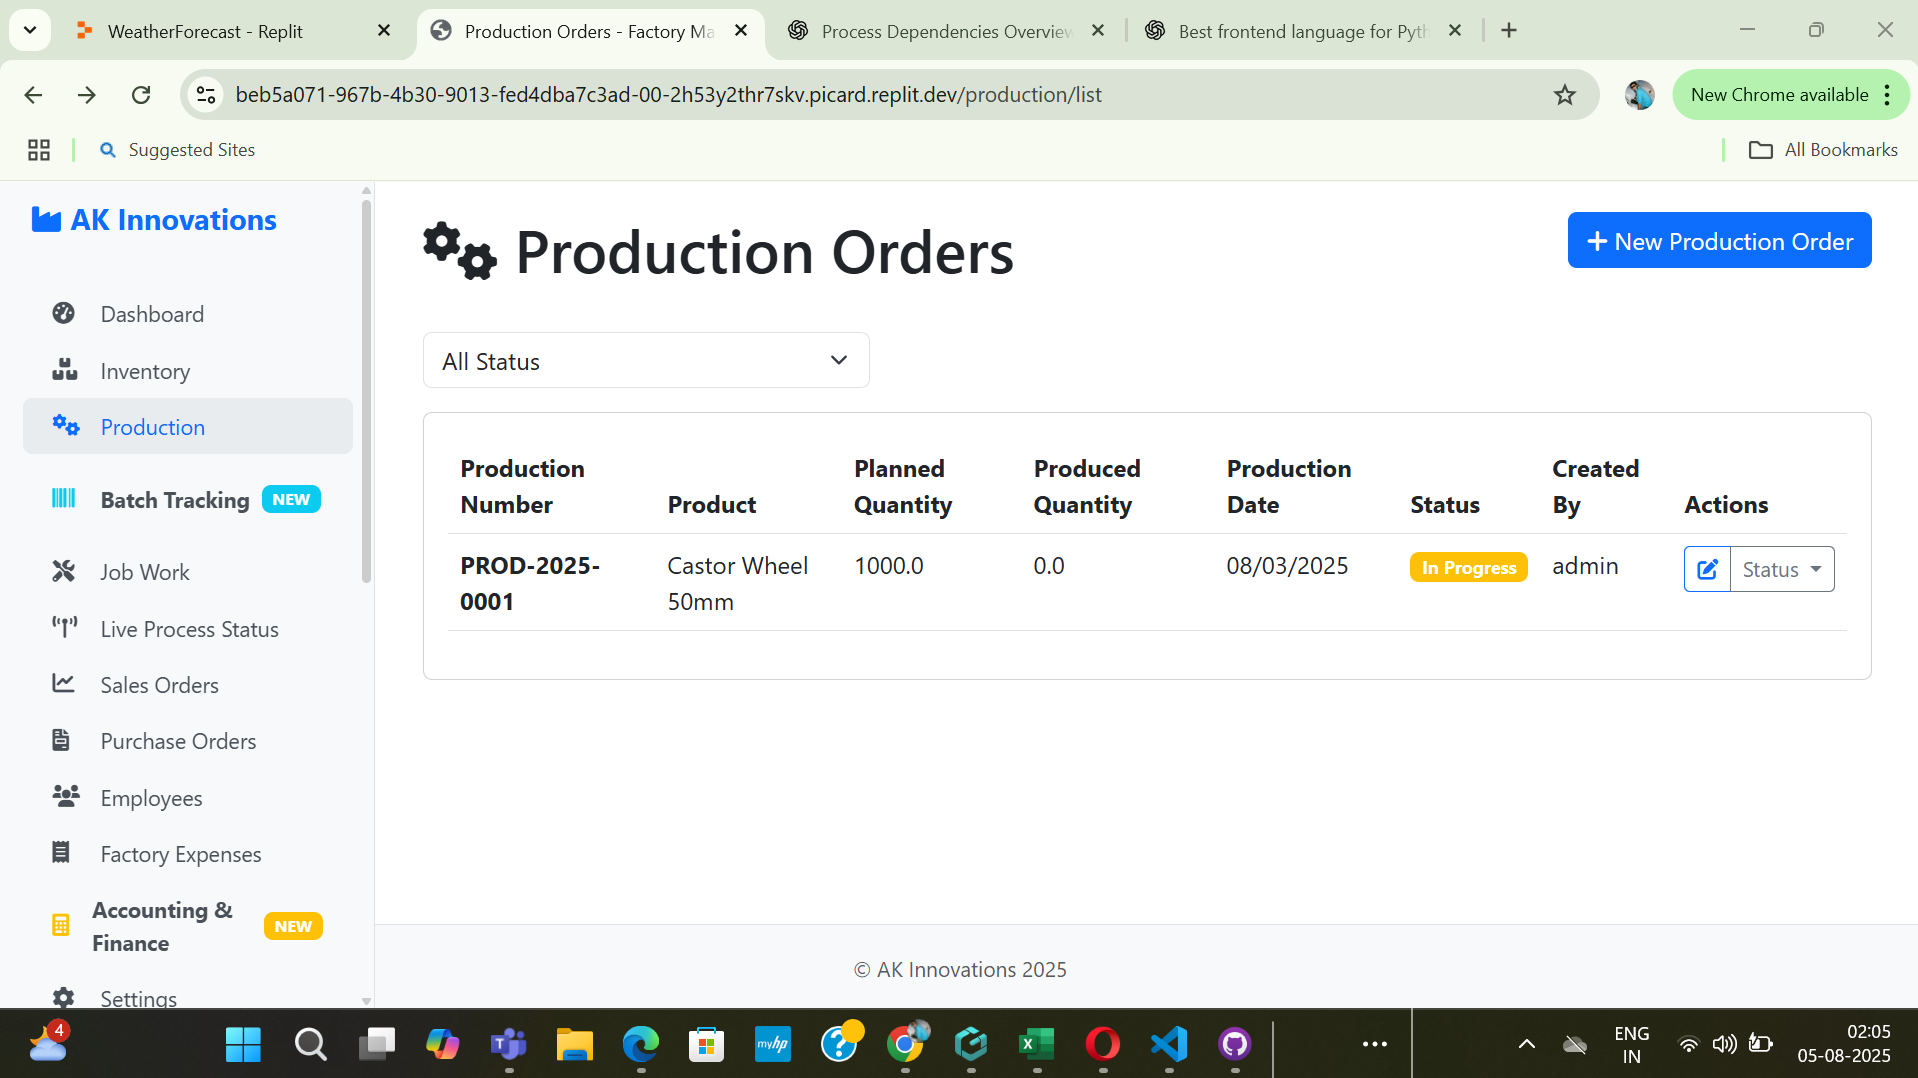 WeatherForecast - Replit
Production Orders - Factory Ma
Process Dependencies Overview
Best frontend language for Pyth
beb5a071-967b-4b30-9013-fed4dba7c3ad-00-2h53y2thr7skv.picard.replit.dev/production/list
New Chrome available
Suggested Sites
All Bookmarks
AK Innovations
Dashboard
Inventory
Production
Batch Tracking NEW
Job Work
Live Process Status
Sales Orders
Purchase Orders
Employees
Factory Expenses
Accounting &
Finance
NEW
Settings
Production Orders
+ New Production Order
All Status
Production
Number
Product
Planned
Quantity
Produced
Quantity
Production
Date
Status
Created
By
Actions
PROD-2025-
0001
Castor Wheel
50mm
1000.0
0.0
08/03/2025
In Progress
admin
Status
© AK Innovations 2025
4
myhp
ENG
IN
02:05
05-08-2025